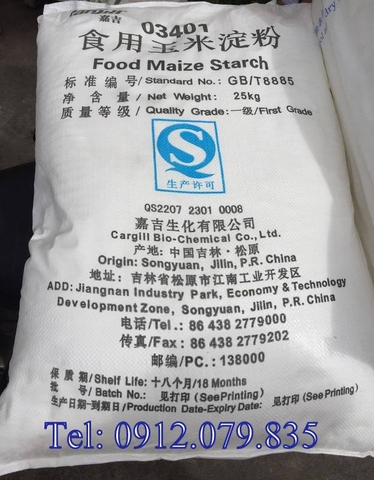 Cargill
嘉吉
03401
食用玉米淀粉
Food Maize Starch
标准编号/Standard No.: GB/T8885
净含量/Net Weight: 25kg
质量等级/Quality Grade:一级/First Grade
QS
生产许可
QS2207 2301 0008
嘉吉生化有限公司
Cargill Bio-Chemical Co., Ltd.
产地: 中国吉林·松原
Origin: Songyuan, Jilin, P.R. China
地址: 吉林省松原市江南工业开发区
ADD: Jiangnan Industry Park, Economy & Technology
Development Zone, Songyuan, Jilin, P.R. China
电话/Tel.: 86 438 2779000
传真/Fax: 86 438 2779202
邮编/PC.: 138000
保质期/Shelf Life: 十八个月/18 Months
批号/Batch No.: 见打印(See Printing)
生产日期-到期日/Production Date-Expiry Date: 见打印(See Printing)
Tel: 0912.079.835